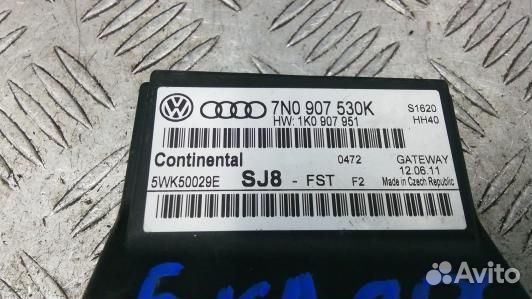 7N0 907 530K
HW: 1K0 907 951
S1620
HH40
Continental 0472 GATEWAY
5WK50029E SJ8 - FST F2 12.06.11
Made in Czech Republic
Avito